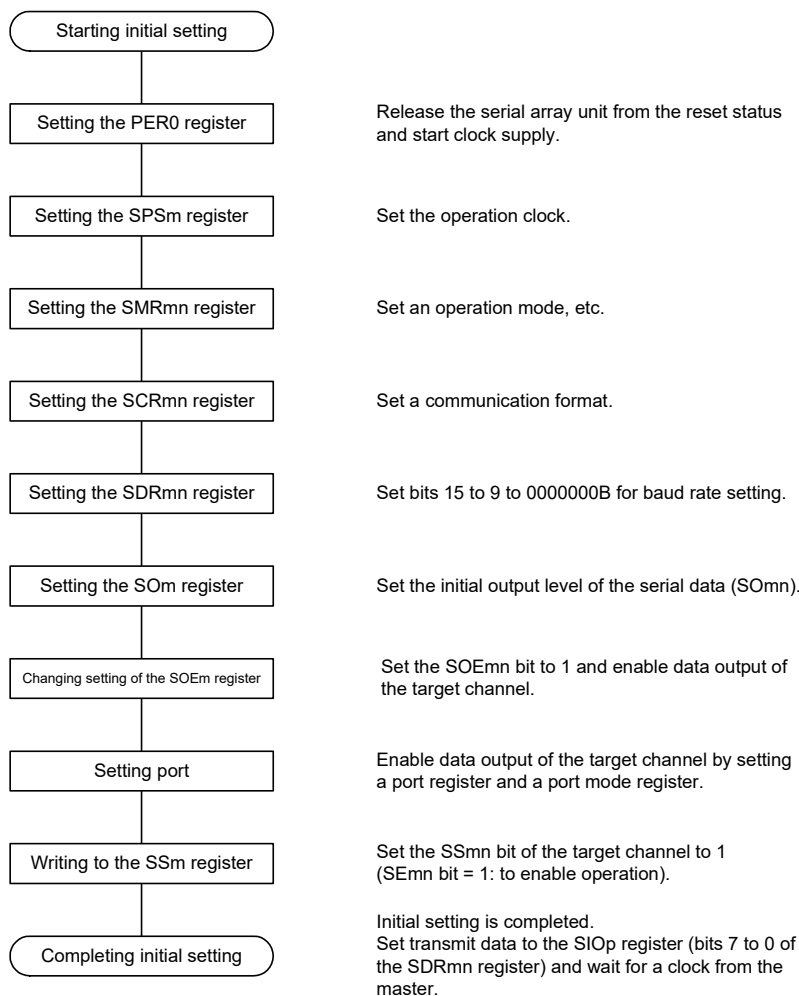 Starting initial setting
Setting the PER0 register
Release the serial array unit from the reset status
and start clock supply.
Setting the SPSm register
Set the operation clock.
Setting the SMRmn register
Set an operation mode, etc.
Setting the SCRmn register
Set a communication format.
Setting the SDRmn register
Set bits 15 to 9 to 0000000B for baud rate setting.
Setting the SOm register
Set the initial output level of the serial data (SOmn).
Changing setting of the SOEm register
Set the SOEmn bit to 1 and enable data output of
the target channel.
Setting port
Enable data output of the target channel by setting
a port register and a port mode register.
Writing to the SSm register
Set the SSmn bit of the target channel to 1
(SEmn bit = 1: to enable operation).
Completing initial setting
Initial setting is completed.
Set transmit data to the SIOp register (bits 7 to 0 of
the SDRmn register) and wait for a clock from the
master.